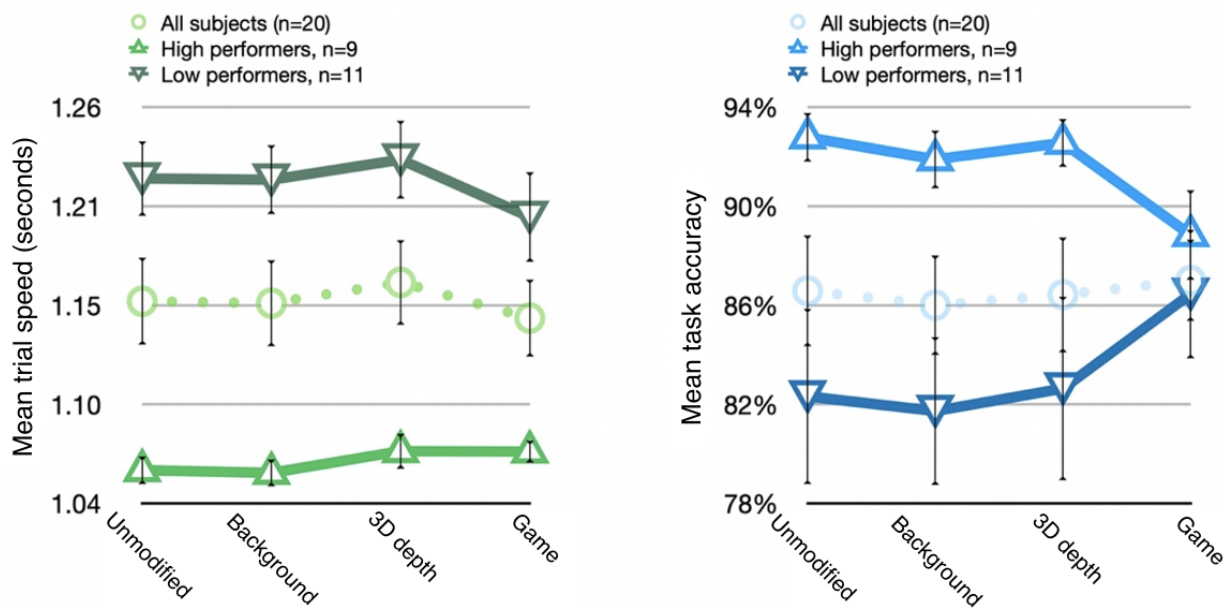 All subjects (n=20)
High performers, n=9
Low performers, n=11
Mean trial speed (seconds)
1.26
1.21
1.15
1.10
1.04
Unmodified
Background
3D depth
Game
All subjects (n=20)
High performers, n=9
Low performers, n=11
Mean task accuracy
94%
90%
86%
82%
78%
Unmodified
Background
3D depth
Game